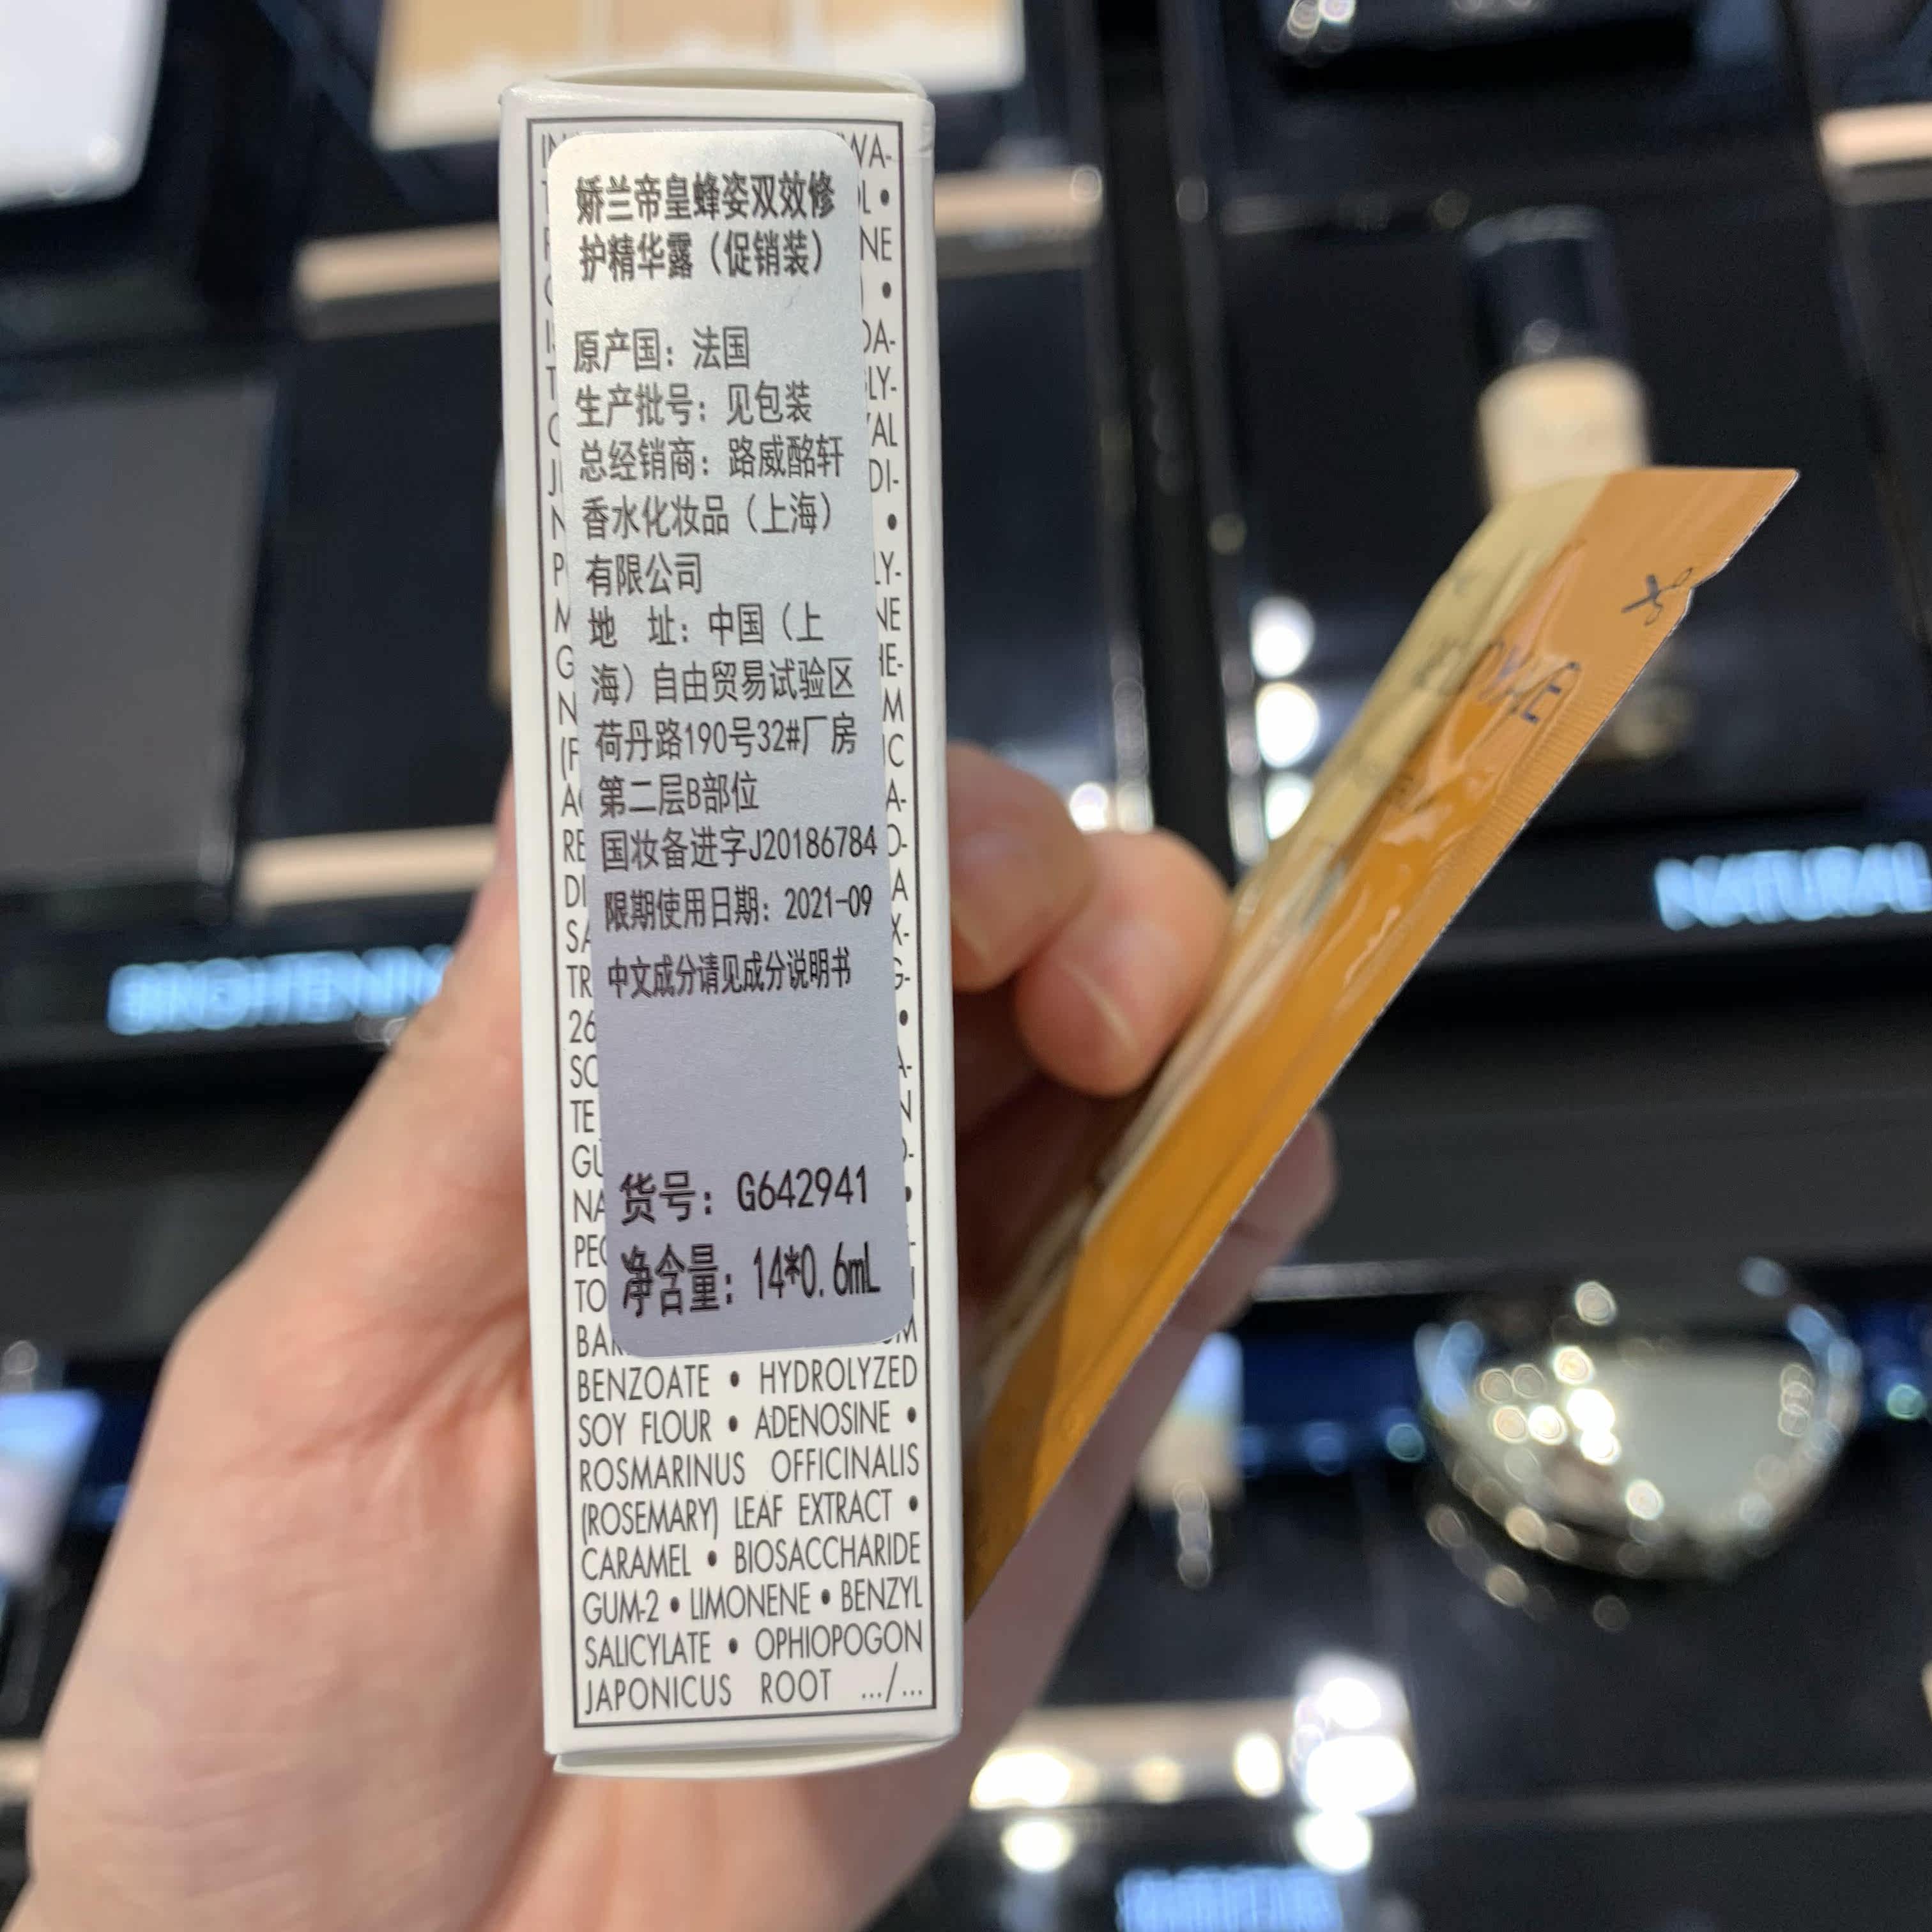 娇兰帝皇蜂姿双效修
护精华露（促销装）
原产国：法国
生产批号：见包装
总经销商：路威酩轩
香水化妆品（上海）
有限公司
地 址：中国（上
海）自由贸易试验区
荷丹路190号32#厂房
第二层B部位
国妆备进字J20186784
限期使用日期：2021-09
中文成分请见成分说明书
货号：G642941
净含量：14*0.6mL
BENZOATE • HYDROLYZED
SOY FLOUR • ADENOSINE •
ROSMARINUS OFFICINALIS
(ROSEMARY) LEAF EXTRACT •
CARAMEL • BIOSACCHARIDE
GUM-2 • LIMONENE • BENZYL
SALICYLATE • OPHIOPOGON
JAPONICUS ROOT .../...
NATURAL